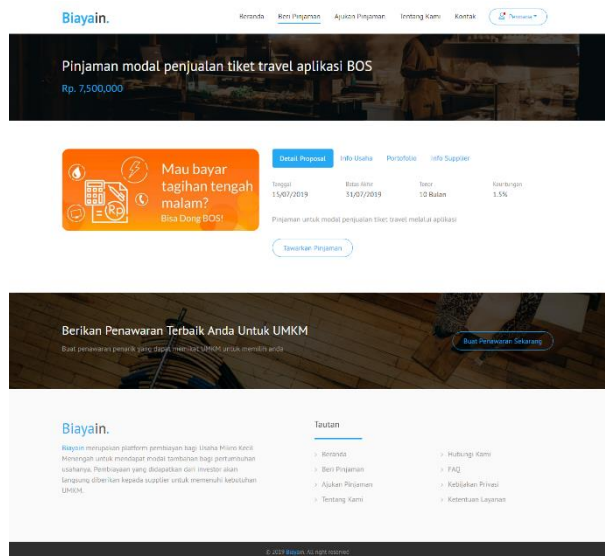 Biayain.
Beranda Beri Pinjaman Ajukan Pinjaman Tentang Kami Kontak
Pinjaman modal penjualan tiket travel aplikasi BOS
Rp. 7,500,000
Mau bayar
tagihan tengah
malam?
Bisa Dong BOS!
Rp
Detail Proposal Info Usaha Portofolio Info Supplier
Tanggal Batas Akhir Tenor Keuntungan
15/07/2019 31/07/2019 10 Bulan 1.5%
Pinjaman untuk modal penjualan tiket travel melalui aplikasi
Tawarkan Pinjaman
Berikan Penawaran Terbaik Anda Untuk UMKM
Buat penawaran penarik yang dapat memikat UMKM untuk memilih anda
Buat Penawaran Sekarang
Biayain.
Biayain merupakan platform pembiayan bagi Usaha Mikro Kecil
Menengah untuk mendapat modal tambahan bagi pertumbuhan
usahanya. Pembiayaan yang didapatkan dari investor akan
langsung diberikan kepada supplier untuk memenuhi kebutuhan
UMKM.
Tautan
› Beranda
› Beri Pinjaman
› Ajukan Pinjaman
› Tentang Kami
› Hubungi Kami
› FAQ
› Kebijakan Privasi
› Ketentuan Layanan
© 2019 Biayain. All right reserved